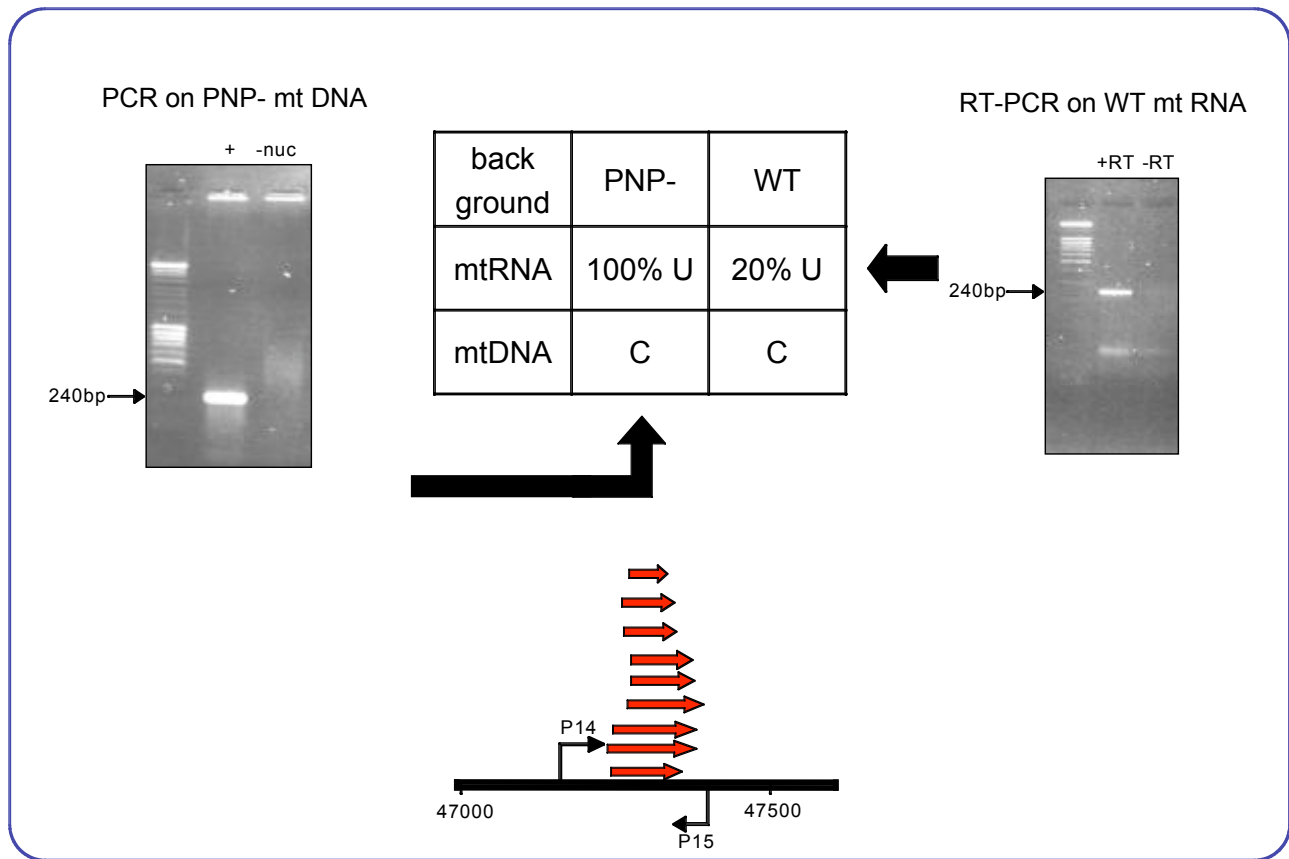 PCR on PNP- mt DNA
+ -nuc
240bp
back
ground
PNP-
WT
mtRNA
100% U
20% U
mtDNA
C
C
RT-PCR on WT mt RNA
+RT -RT
240bp
P14
47000
47500
P15